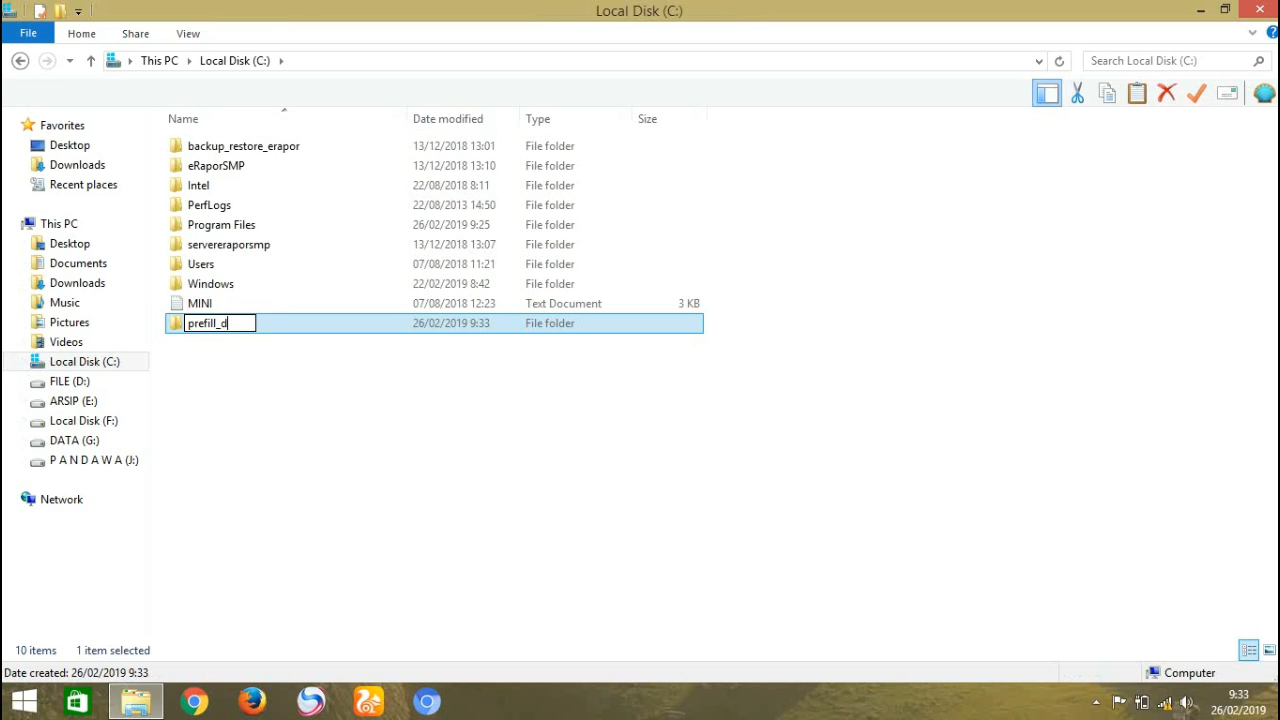 Local Disk (C:)
File Home Share View
This PC Local Disk (C:) Search Local Disk (C:)
Name Date modified Type Size
Favorites
Desktop
Downloads
Recent places
This PC
Desktop
Documents
Downloads
Music
Pictures
Videos
Local Disk (C:)
FILE (D:)
ARSIP (E:)
Local Disk (F:)
DATA (G:)
P A N D A W A (J:)
Network
backup_restore_erapor 13/12/2018 13:01 File folder
eRaporSMP 13/12/2018 13:10 File folder
Intel 22/08/2018 8:11 File folder
PerfLogs 22/08/2013 14:50 File folder
Program Files 26/02/2019 9:25 File folder
servereraporsmp 13/12/2018 13:07 File folder
Users 07/08/2018 11:21 File folder
Windows 22/02/2019 8:42 File folder
MINI 07/08/2018 12:23 Text Document 3 KB
prefill_d 26/02/2019 9:33 File folder
10 items 1 item selected
Date created: 26/02/2019 9:33 Computer
9:33
26/02/2019